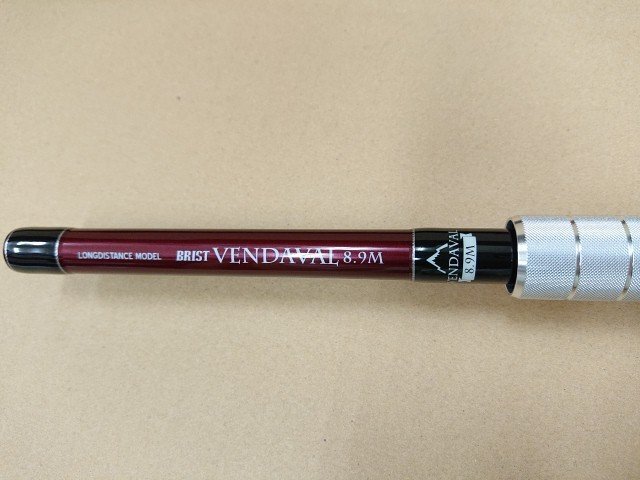 LONGDISTANCE MODEL BRIST VENDAVAL 8.9M
VENDAVAL
8.9M